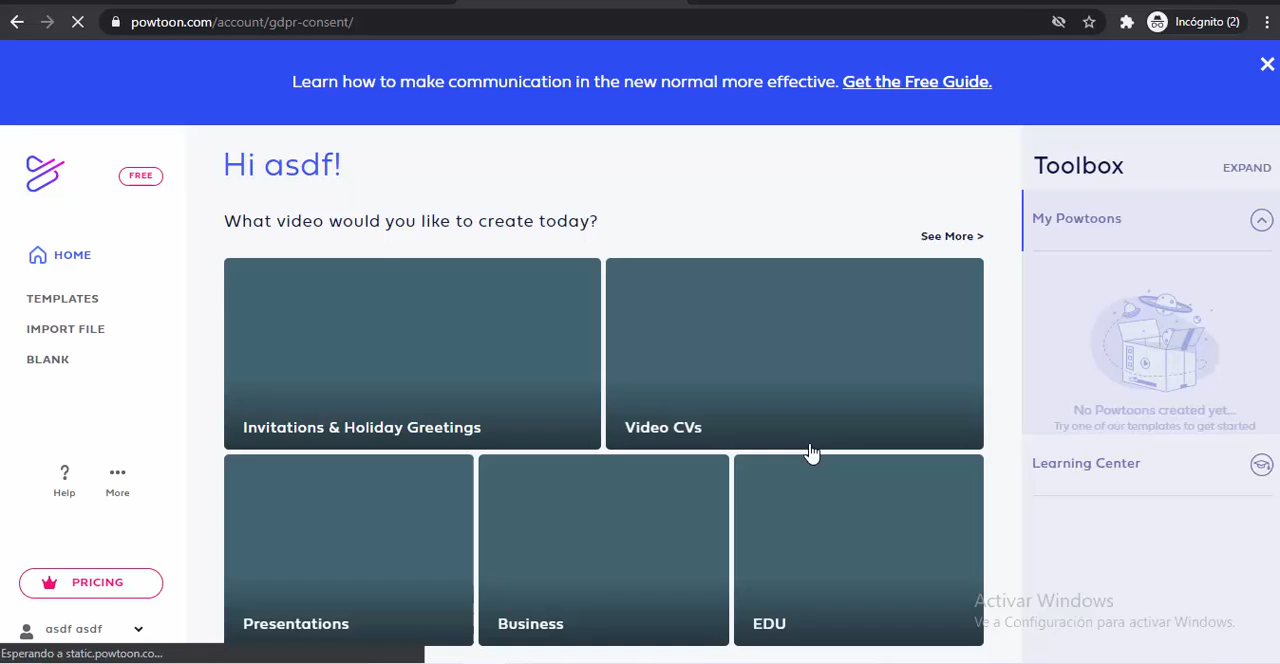 powtoon.com/account/gdpr-consent/
Incógnito (2)
Learn how to make communication in the new normal more effective. Get the Free Guide.
FREE
Hi asdf!
Toolbox
EXPAND
What video would you like to create today?
See More >
My Powtoons
HOME
TEMPLATES
IMPORT FILE
BLANK
Invitations & Holiday Greetings
Video CVs
No Powtoons created yet...
Try one of our templates to get started
Learning Center
Help
More
PRICING
asdf asdf
Presentations
Business
EDU
Activar Windows
Ve a Configuración para activar Windows.
Esperando a static.powtoon.co...